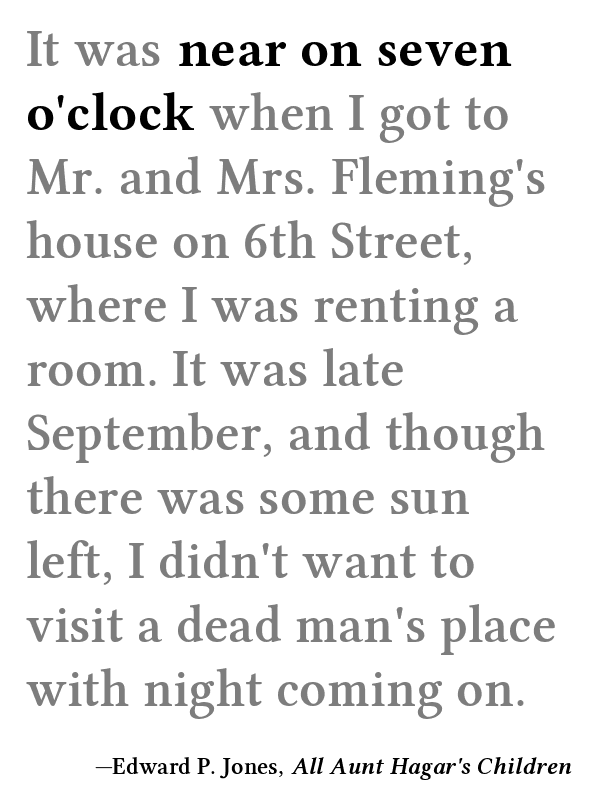 It was near on seven
o'clock when I got to
Mr. and Mrs. Fleming's
house on 6th Street,
where I was renting a
room. It was late
September, and though
there was some sun
left, I didn't want to
visit a dead man's place
with night coming on.
—Edward P. Jones, All Aunt Hagar's Children